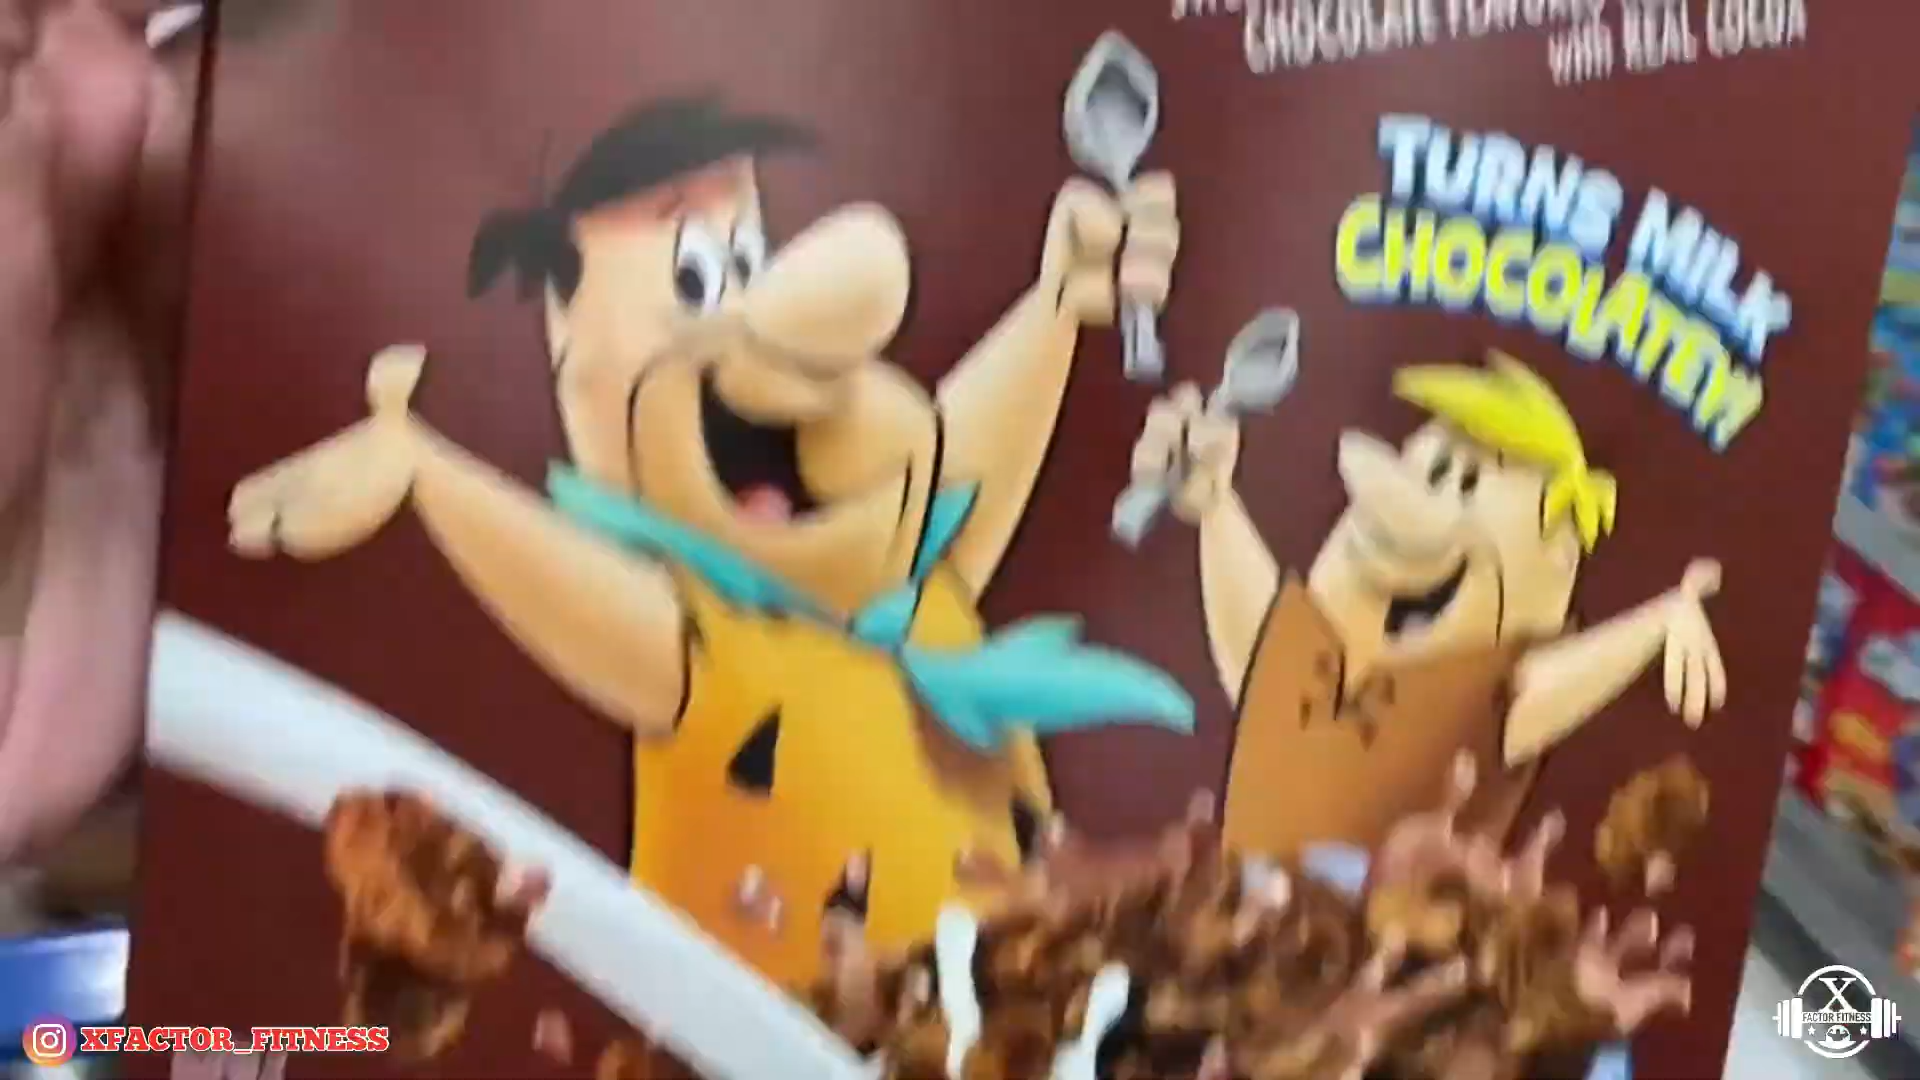 CHOCOLATE FLAVORED
with REAL COCOA
TURNS MILK
CHOCOLATEY!
XFACTOR_FITNESS
X
FACTOR FITNESS